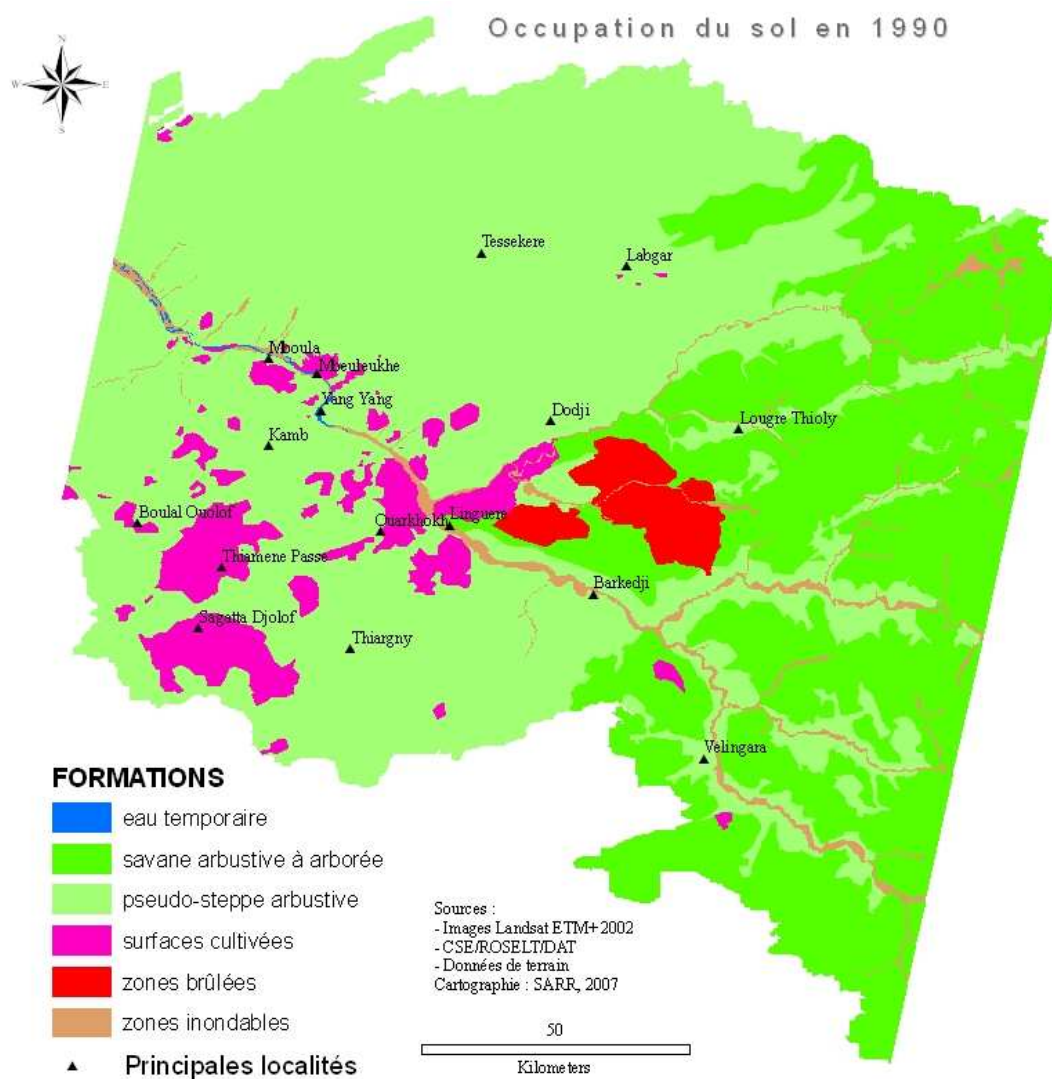 Occupation du sol en 1990
N
W E
S
Tessekere
Labgar
Mboula
Mbeuleukhe
Yang Yang
Dodji
Lougre Thioly
Kamb
Boulal Ouolof
Ouarkhokh
Linguere
Thiamene Passe
Barkedji
Sagatta Djolof
Thiargny
Velingara
FORMATIONS
eau temporaire
savane arbustive à arborée
pseudo-steppe arbustive
surfaces cultivées
zones brûlées
zones inondables
Principales localités
Sources :
- Images Landsat ETM+ 2002
- CSE/ROSELT/DAT
- Données de terrain
Cartographie : SARR, 2007
50
Kilometers